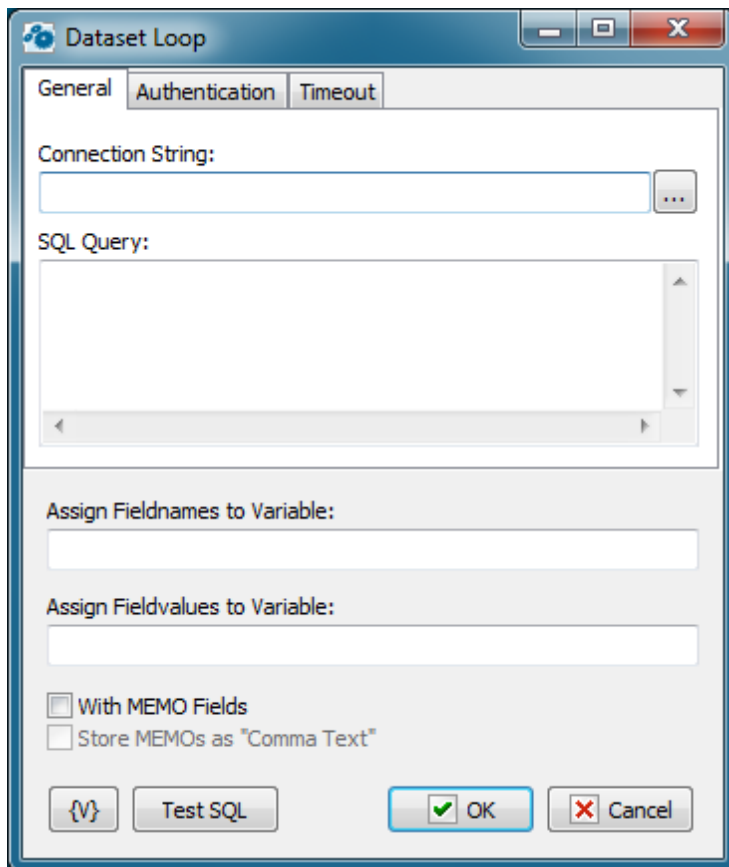 Dataset Loop
General Authentication Timeout
Connection String:
...
SQL Query:
Assign Fieldnames to Variable:
Assign Fieldvalues to Variable:
With MEMO Fields
Store MEMOs as "Comma Text"
{V} Test SQL OK Cancel